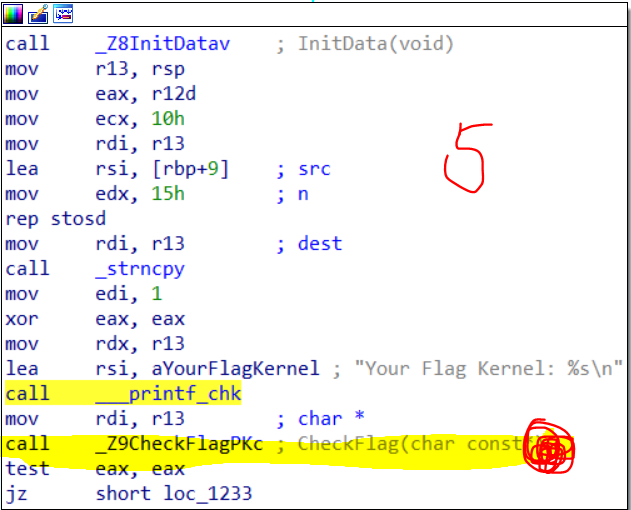 call _Z8InitDatav ; InitData(void)
mov r13, rsp
mov eax, r12d
mov ecx, 10h
mov rdi, r13
lea rsi, [rbp+9] ; src
mov edx, 15h ; n
rep stosd
mov rdi, r13 ; dest
call _strncpy
mov edi, 1
xor eax, eax
mov rdx, r13
lea rsi, aYourFlagKernel ; "Your Flag Kernel: %s\n"
call ___printf_chk
mov rdi, r13 ; char *
call _Z9CheckFlagPKc ; CheckFlag(char const
test eax, eax
jz short loc_1233
5